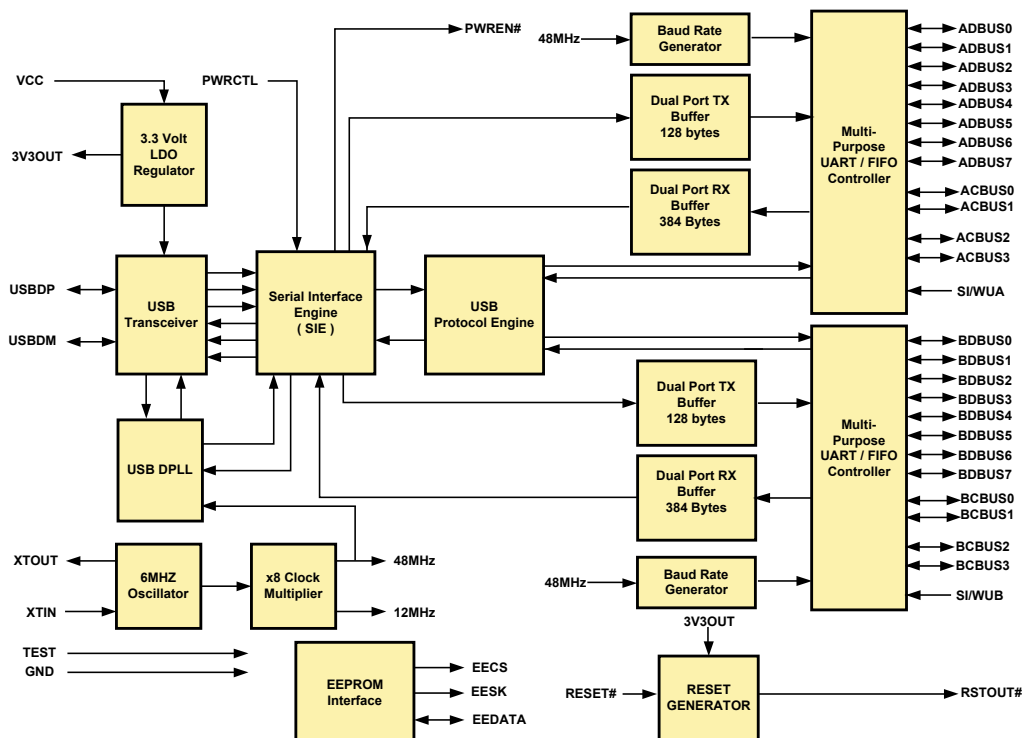 PWREN#
48MHz
Baud Rate
Generator
VCC
PWRCTL
3.3 Volt
LDO
Regulator
3V3OUT
Dual Port TX
Buffer
128 bytes
Dual Port RX
Buffer
384 Bytes
Multi-
Purpose
UART / FIFO
Controller
ADBUS0
ADBUS1
ADBUS2
ADBUS3
ADBUS4
ADBUS5
ADBUS6
ADBUS7
ACBUS0
ACBUS1
ACBUS2
ACBUS3
SI/WUA
USBDP
USBDM
USB
Transceiver
Serial Interface
Engine
( SIE )
USB
Protocol Engine
USB DPLL
Dual Port TX
Buffer
128 bytes
Dual Port RX
Buffer
384 Bytes
Multi-
Purpose
UART / FIFO
Controller
BDBUS0
BDBUS1
BDBUS2
BDBUS3
BDBUS4
BDBUS5
BDBUS6
BDBUS7
BCBUS0
BCBUS1
BCBUS2
BCBUS3
SI/WUB
XTOUT
XTIN
6MHZ
Oscillator
x8 Clock
Multiplier
48MHz
12MHz
48MHz
Baud Rate
Generator
TEST
GND
EEPROM
Interface
EECS
EESK
EEDATA
3V3OUT
RESET#
RESET
GENERATOR
RSTOUT#